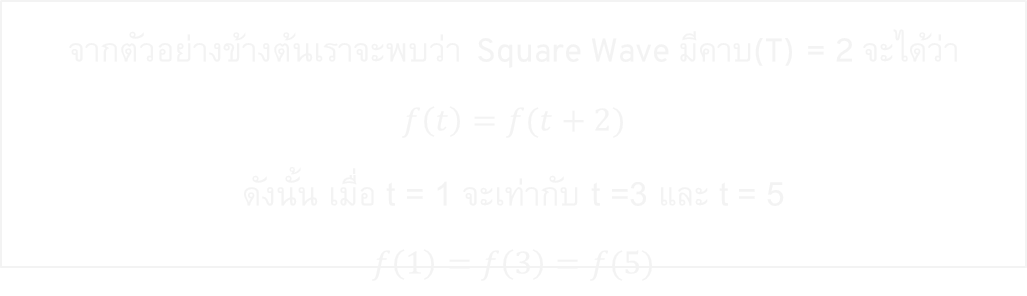 จากตัวอย่างข้างต้นเราจะพบว่า Square Wave มีคาบ(T) = 2 จะได้ว่า
f(t) = f(t + 2)
ดังนั้น เมื่อ t = 1 จะเท่ากับ t =3 และ t = 5
f(1) = f(3) = f(5)